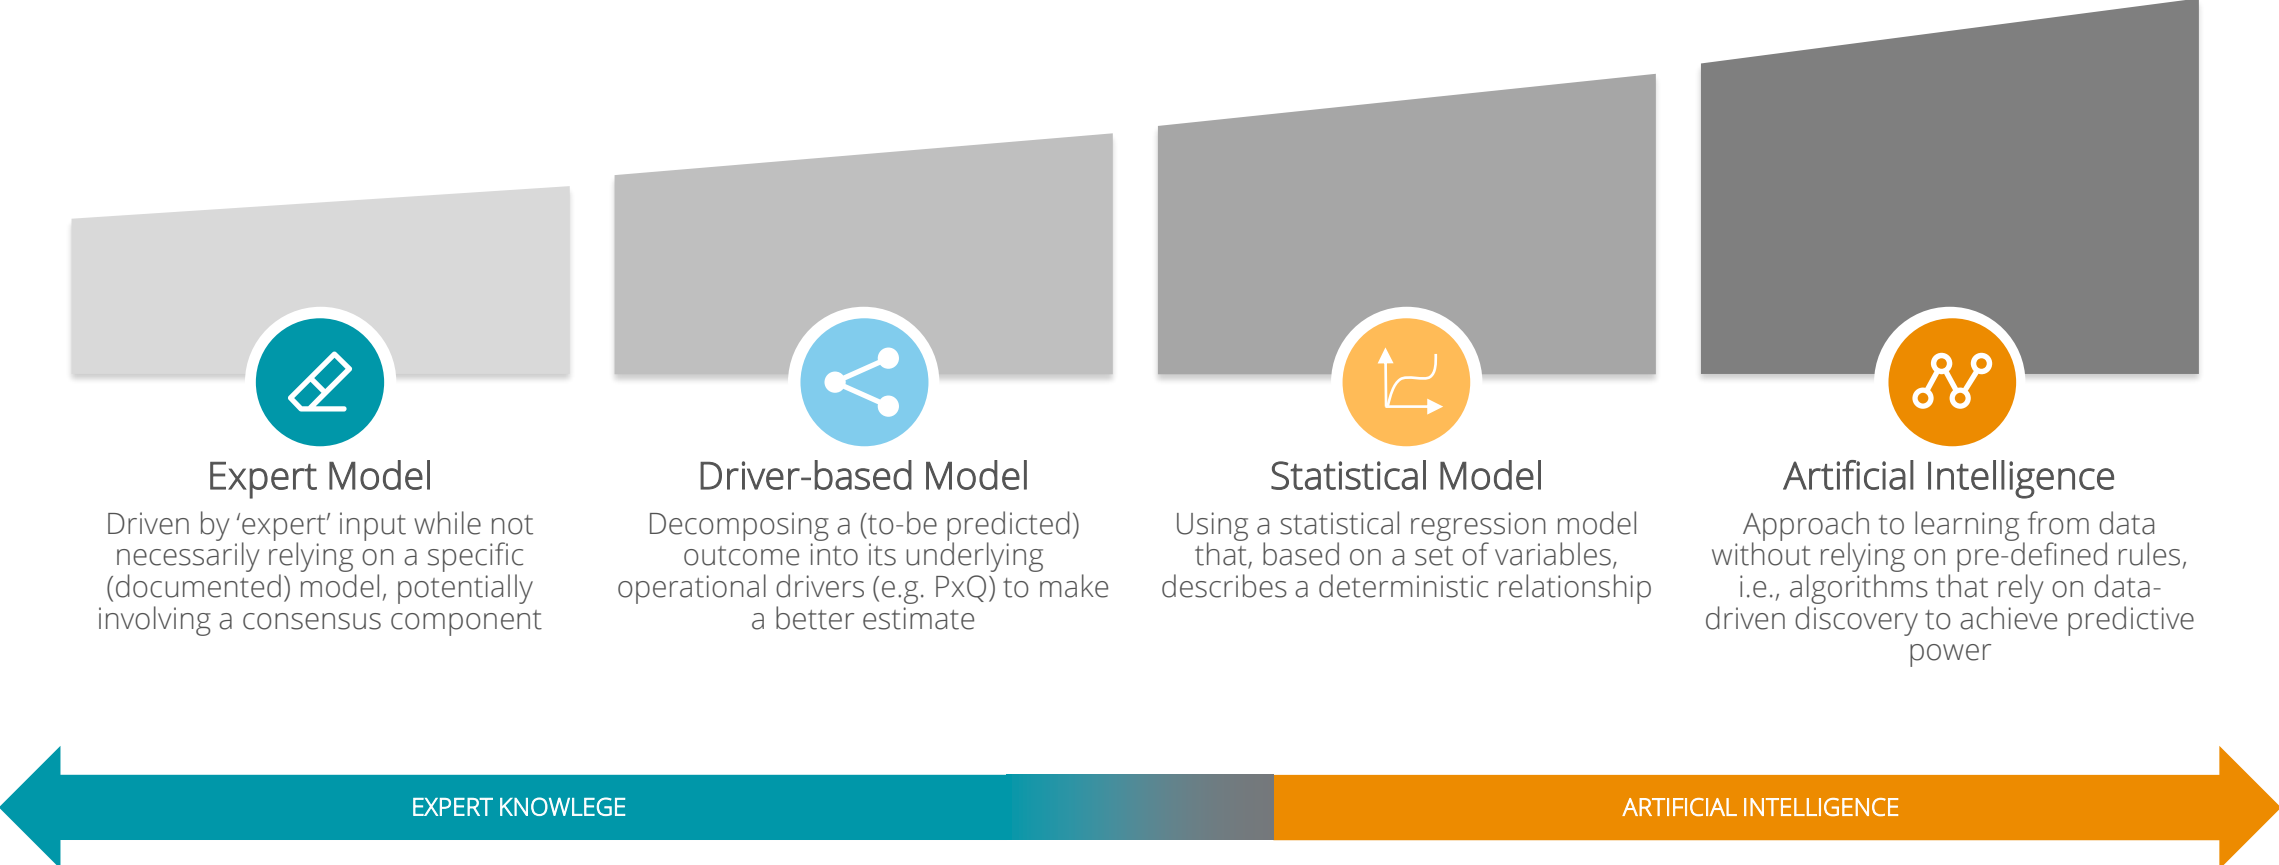 Expert Model
Driven by ‘expert’ input while not
necessarily relying on a specific
(documented) model, potentially
involving a consensus component
Driver-based Model
Decomposing a (to-be predicted)
outcome into its underlying
operational drivers (e.g. PxQ) to make
a better estimate
Statistical Model
Using a statistical regression model
that, based on a set of variables,
describes a deterministic relationship
Artificial Intelligence
Approach to learning from data
without relying on pre-defined rules,
i.e., algorithms that rely on data-
driven discovery to achieve predictive
power
EXPERT KNOWLEGE
ARTIFICIAL INTELLIGENCE